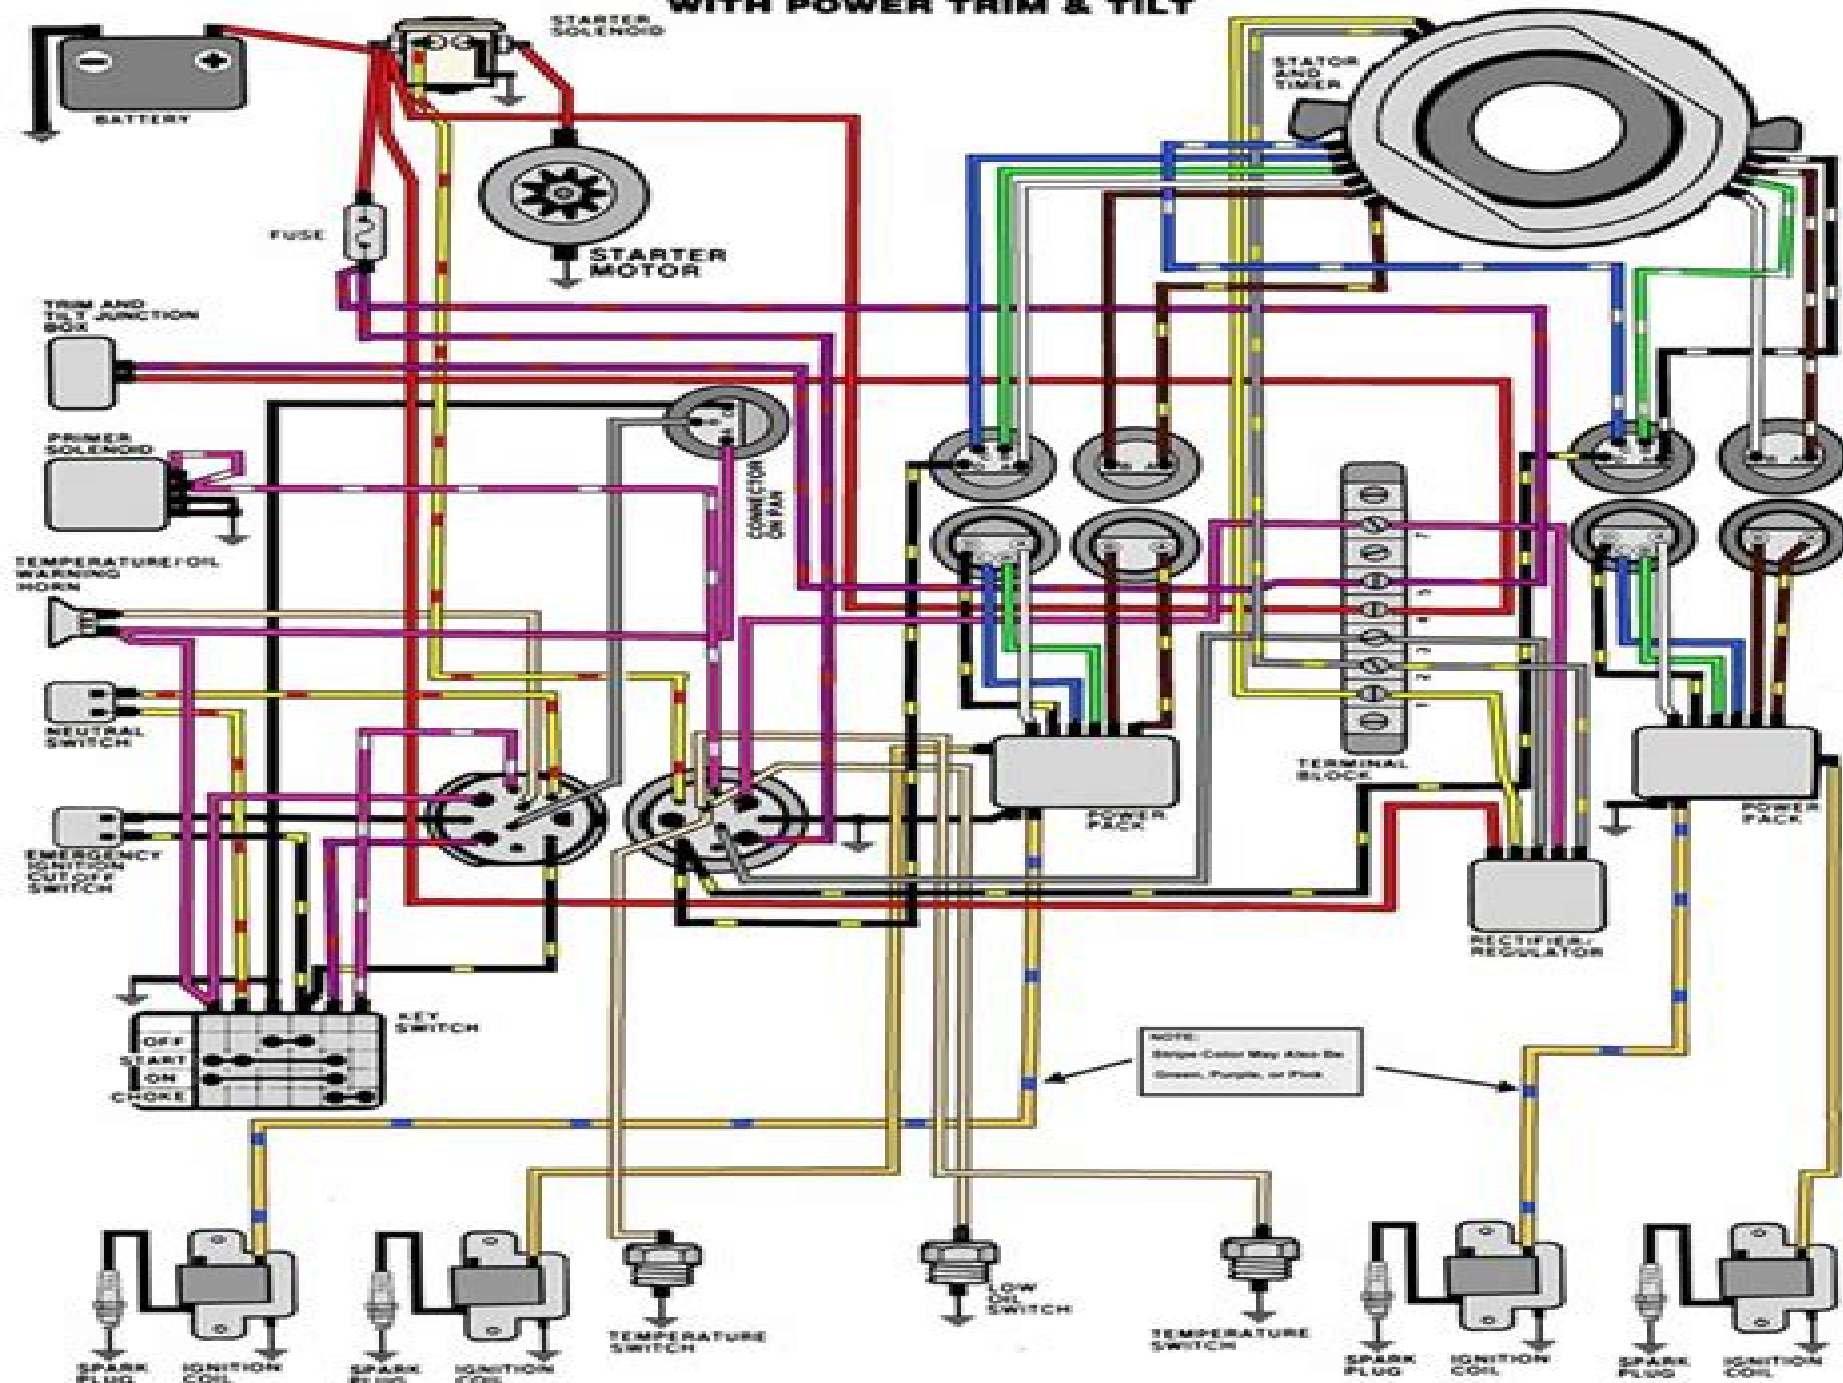 WITH POWER TRIM & TILT
STARTER
SOLENOID
STATOR
AND
TIMER
BATTERY
FUSE
STARTER
MOTOR
TRIM AND
TILT JUNCTION
BOX
PRIMER
SOLENOID
CONNECTOR
ON PAN
TEMPERATURE/OIL
WARNING
HORN
NEUTRAL
SWITCH
TERMINAL
BLOCK
POWER
PACK
POWER
PACK
EMERGENCY
IGNITION
CUTOFF
SWITCH
RECTIFIER/
REGULATOR
KEY
SWITCH
OFF
START
ON
CHOKE
NOTE:
Stripe Color May Also Be
Green, Purple, or Pink
LOW
OIL
SWITCH
TEMPERATURE
SWITCH
TEMPERATURE
SWITCH
SPARK
PLUG
IGNITION
COIL
SPARK
PLUG
IGNITION
COIL
SPARK
PLUG
IGNITION
COIL
SPARK
PLUG
IGNITION
COIL